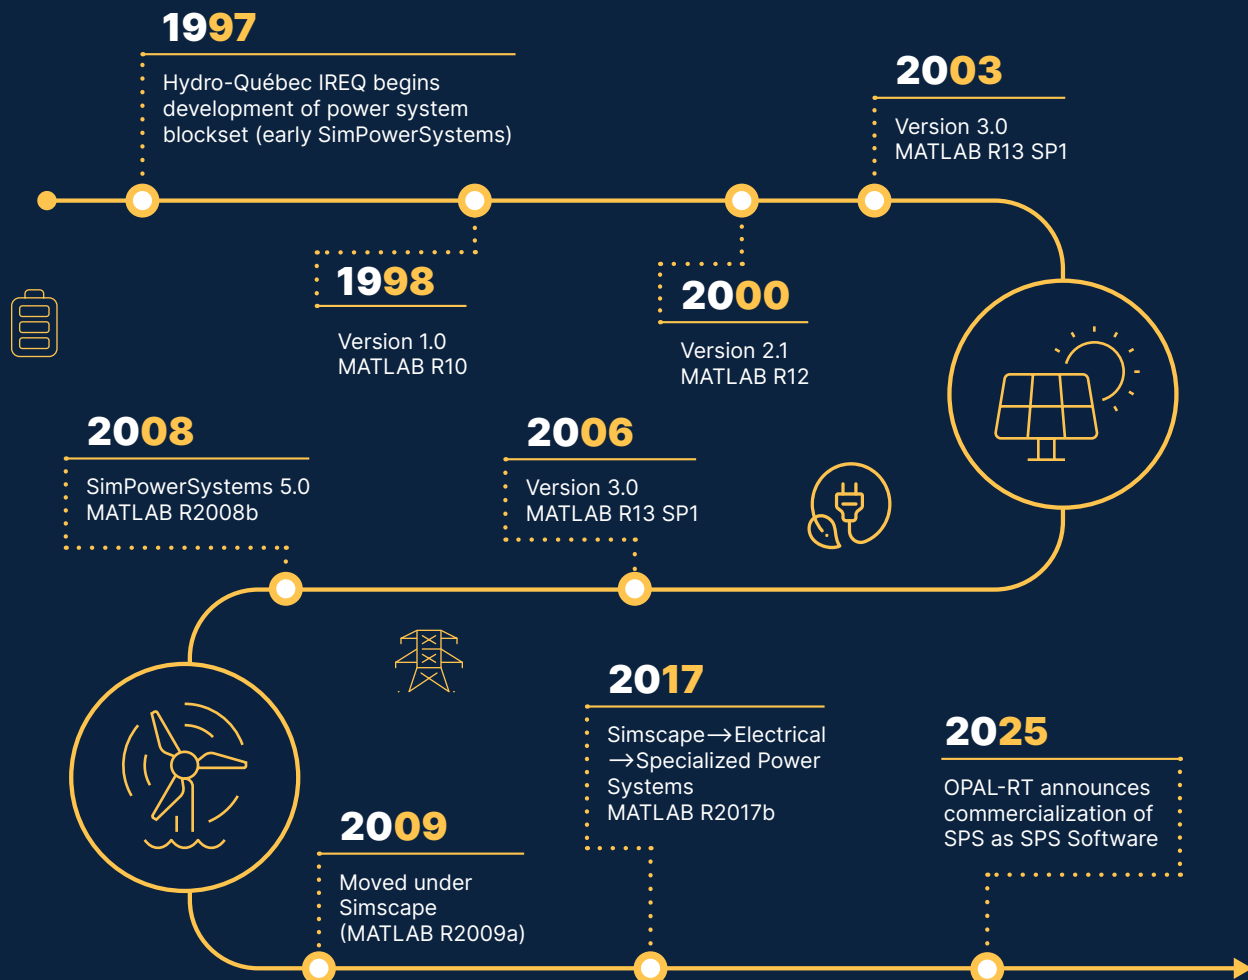 1997
Hydro-Québec IREQ begins
development of power system
blockset (early SimPowerSystems)
2003
Version 3.0
MATLAB R13 SP1
1998
Version 1.0
MATLAB R10
2000
Version 2.1
MATLAB R12
2008
SimPowerSystems 5.0
MATLAB R2008b
2006
Version 3.0
MATLAB R13 SP1
2017
Simscape→Electrical
→Specialized Power
Systems
MATLAB R2017b
2025
OPAL-RT announces
commercialization of
SPS as SPS Software
2009
Moved under
Simscape
(MATLAB R2009a)